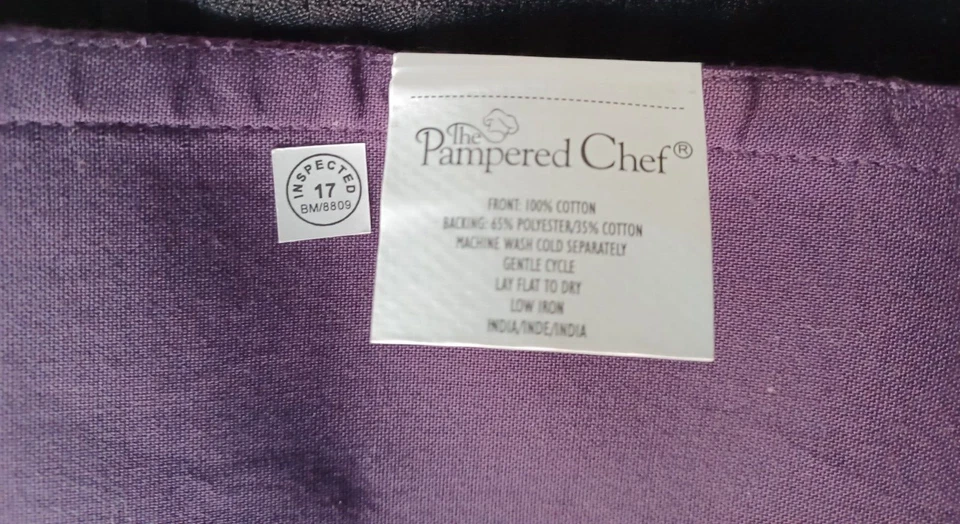 INSPECTED
17
BM/8809
The
Pampered Chef®
FRONT: 100% COTTON
BACKING: 65% POLYESTER/35% COTTON
MACHINE WASH COLD SEPARATELY
GENTLE CYCLE
LAY FLAT TO DRY
LOW IRON
INDIA/INDE/INDIA